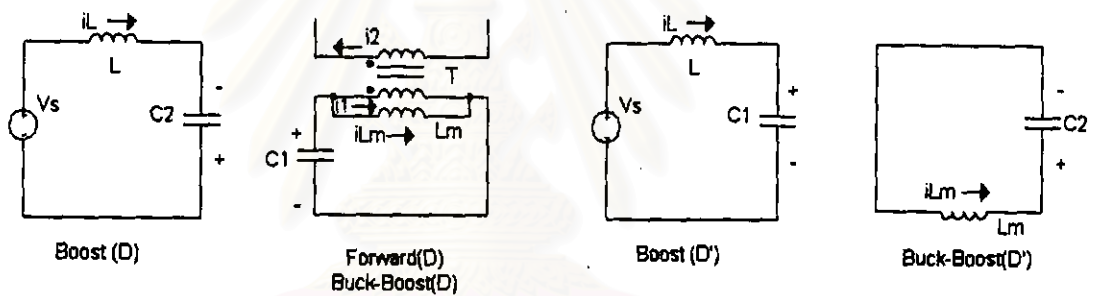 iL
L
Vs
C2
-
+
Boost (D)
i2
T
i1
iLm
Lm
+
C1
-
Forward(D)
Buck-Boost(D)
iL
L
Vs
+
C1
-
Boost (D')
-
C2
+
iLm
Lm
Buck-Boost(D')